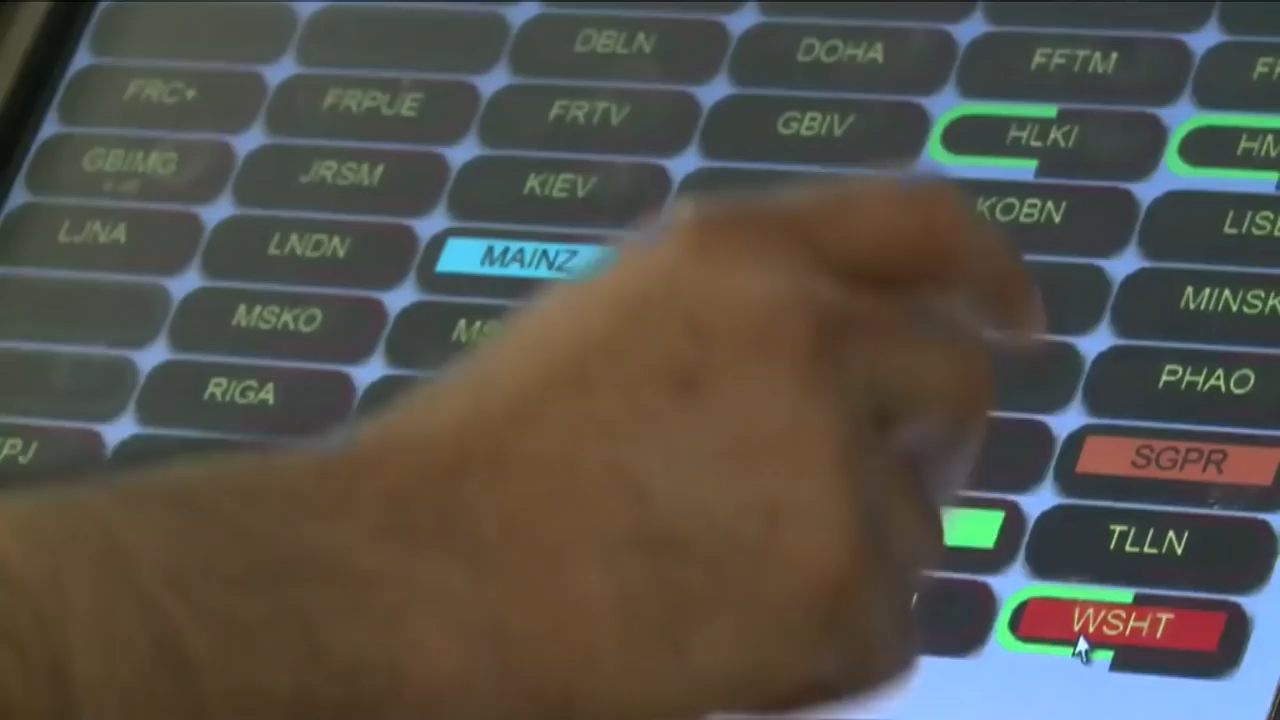 DBLN DOHA FFTM
FRC+ FRPUE FRTV GBIV HLKI
GBIMG JRSM KIEV KOBN
LJNA LNDN MAINZ MINSK
MSKO PHAO
RIGA SGPR
TLLN
WSHT